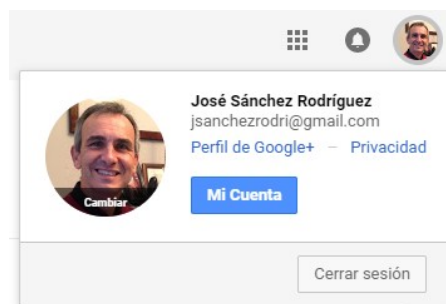 José Sánchez Rodríguez
jsanchezrodri@gmail.com
Perfil de Google+ – Privacidad
Cambiar
Mi Cuenta
Cerrar sesión